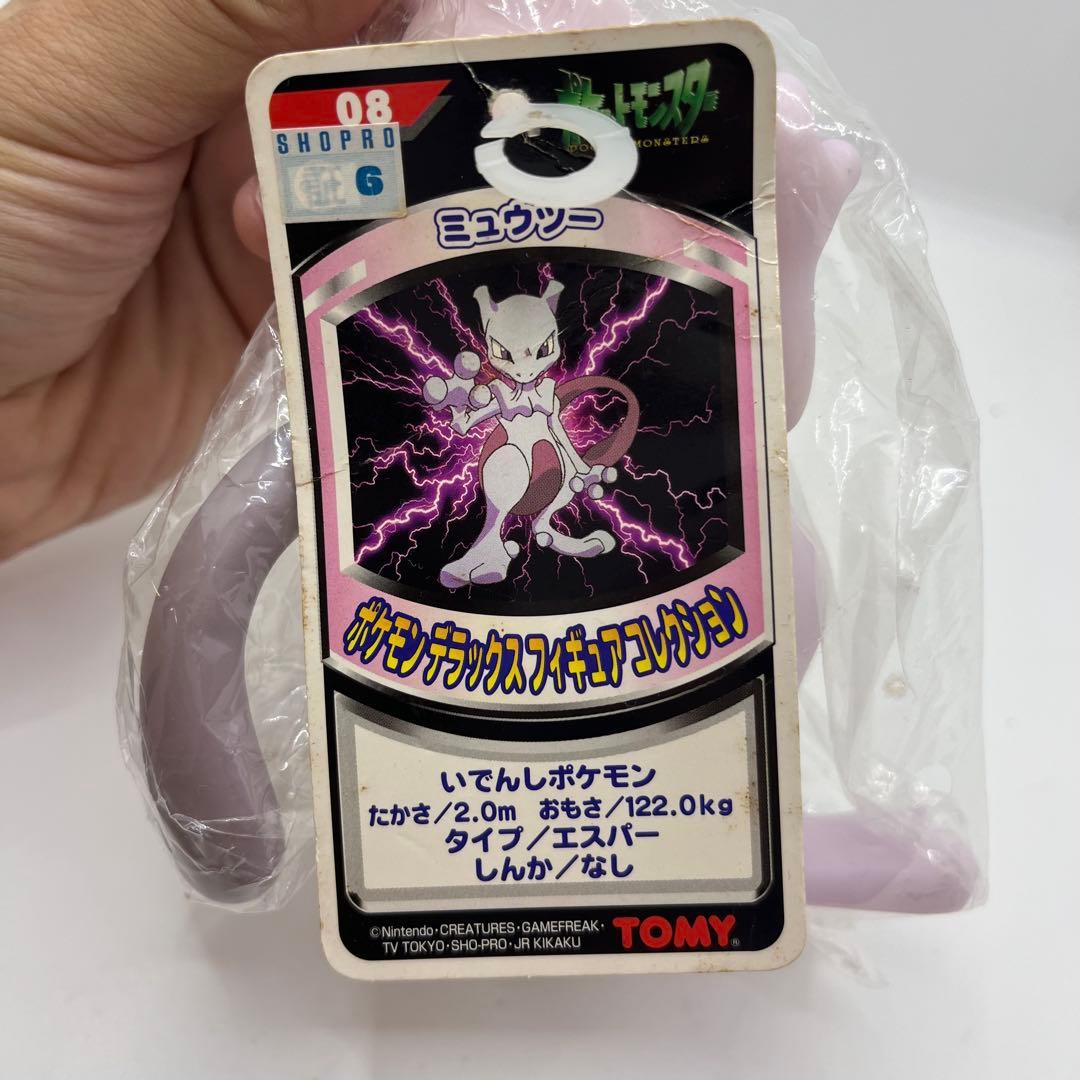 08
SHOPRO
証 6
ポケットモンスター
MONSTERS
ミュウツー
ポケモンデラックスフィギュアコレクション
いでんしポケモン
たかさ/2.0m おもさ/122.0kg
タイプ/エスパー
しんか/なし
©Nintendo・CREATURES・GAMEFREAK・
TV TOKYO・SHO-PRO・JR KIKAKU
TOMY®